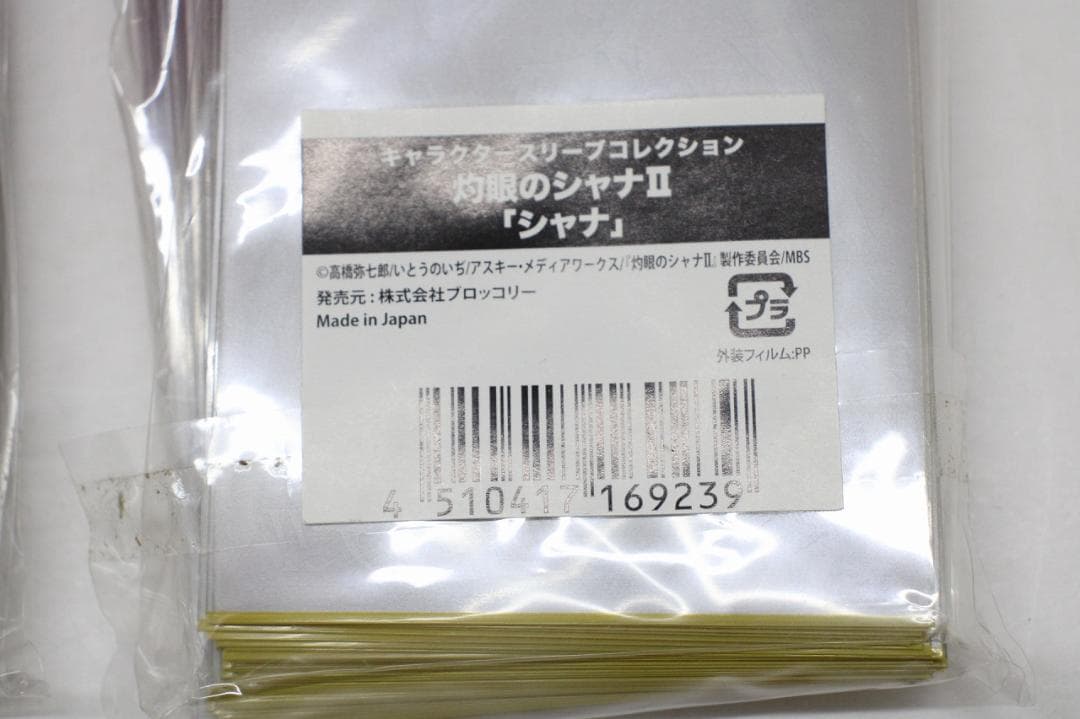 キャラクタースリーブコレクション
灼眼のシャナⅡ
「シャナ」
©高橋弥七郎/いとうのいぢ/アスキー・メディアワークス/『灼眼のシャナⅡ』製作委員会/MBS
発売元：株式会社ブロッコリー
Made in Japan
プラ
外装フィルム:PP
4 510417 169239